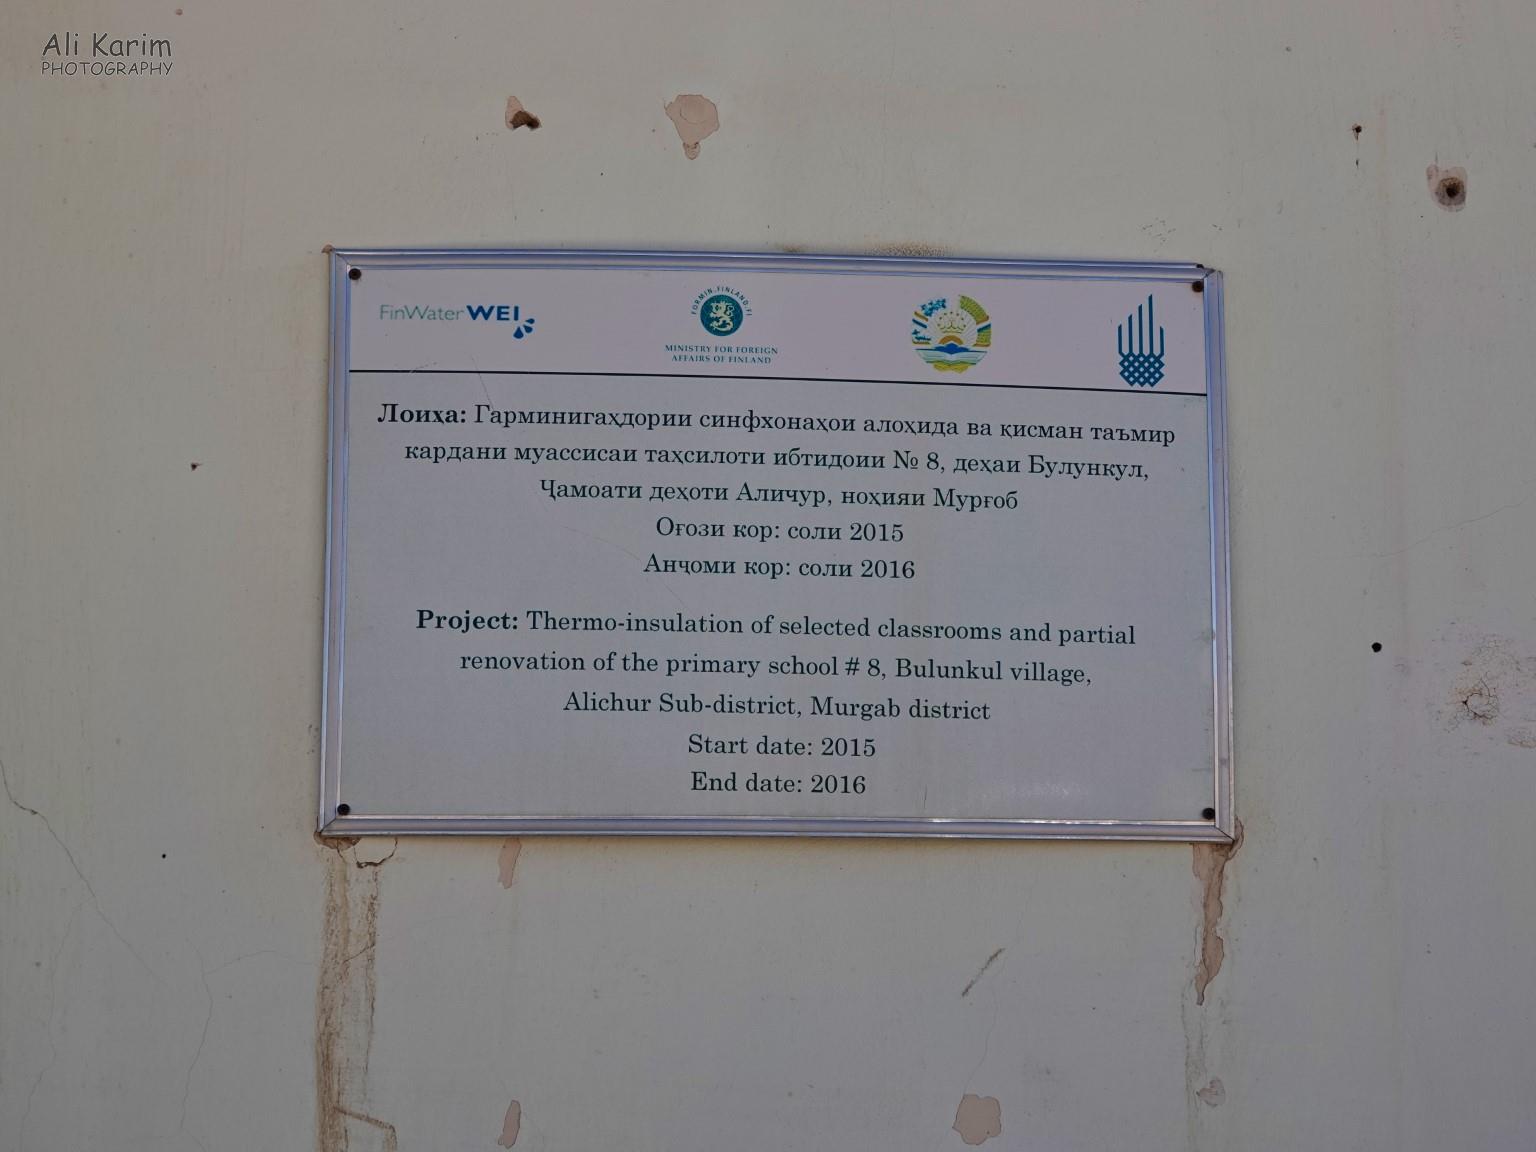 Ali Karim
PHOTOGRAPHY
FinWater WEI
FORMIN.FINLAND.FI
MINISTRY FOR FOREIGN
AFFAIRS OF FINLAND
Лоиҳа: Гарминигаҳдории синфхонаҳои алоҳида ва қисман таъмир
кардани муассисаи таҳсилоти ибтидоии № 8, деҳаи Булункул,
Ҷамоати деҳоти Аличур, ноҳияи Мурғоб
Оғози кор: соли 2015
Анҷоми кор: соли 2016
Project: Thermo-insulation of selected classrooms and partial
renovation of the primary school # 8, Bulunkul village,
Alichur Sub-district, Murgab district
Start date: 2015
End date: 2016